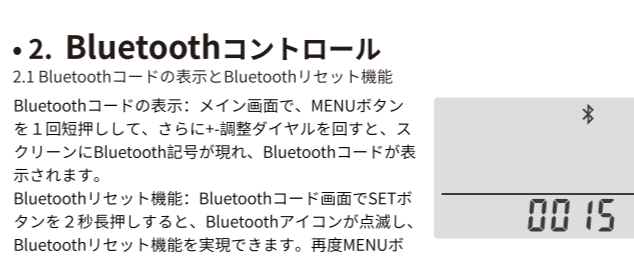 • 2. Bluetoothコントロール
2.1 Bluetoothコードの表示とBluetoothリセット機能
Bluetoothコードの表示：メイン画面で、MENUボタン
を１回短押しして、さらに+-調整ダイヤルを回すと、ス
クリーンにBluetooth記号が現れ、Bluetoothコードが表
示されます。
Bluetoothリセット機能：Bluetoothコード画面でSETボ
タンを２秒長押しすると、Bluetoothアイコンが点滅し、
Bluetoothリセット機能を実現できます。再度MENUボ
0015